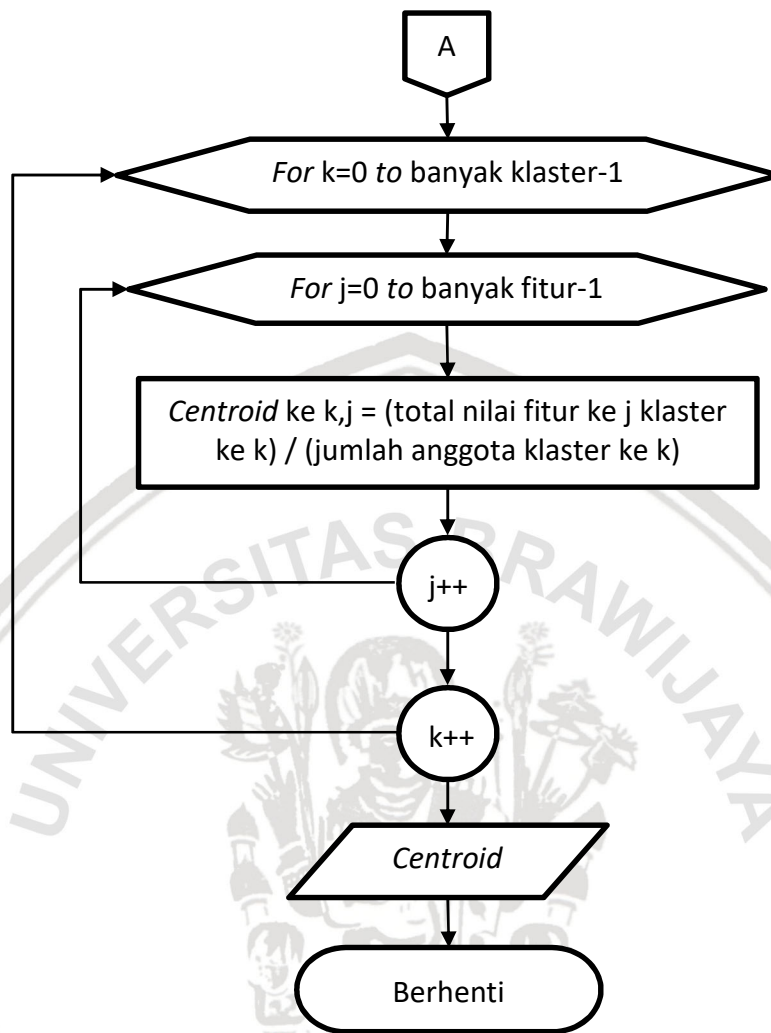 A
For k=0 to banyak klaster-1
For j=0 to banyak fitur-1
Centroid ke k,j = (total nilai fitur ke j klaster
ke k) / (jumlah anggota klaster ke k)
j++
k++
Centroid
Berhenti
UNIVERSITAS BRAWIJAYA